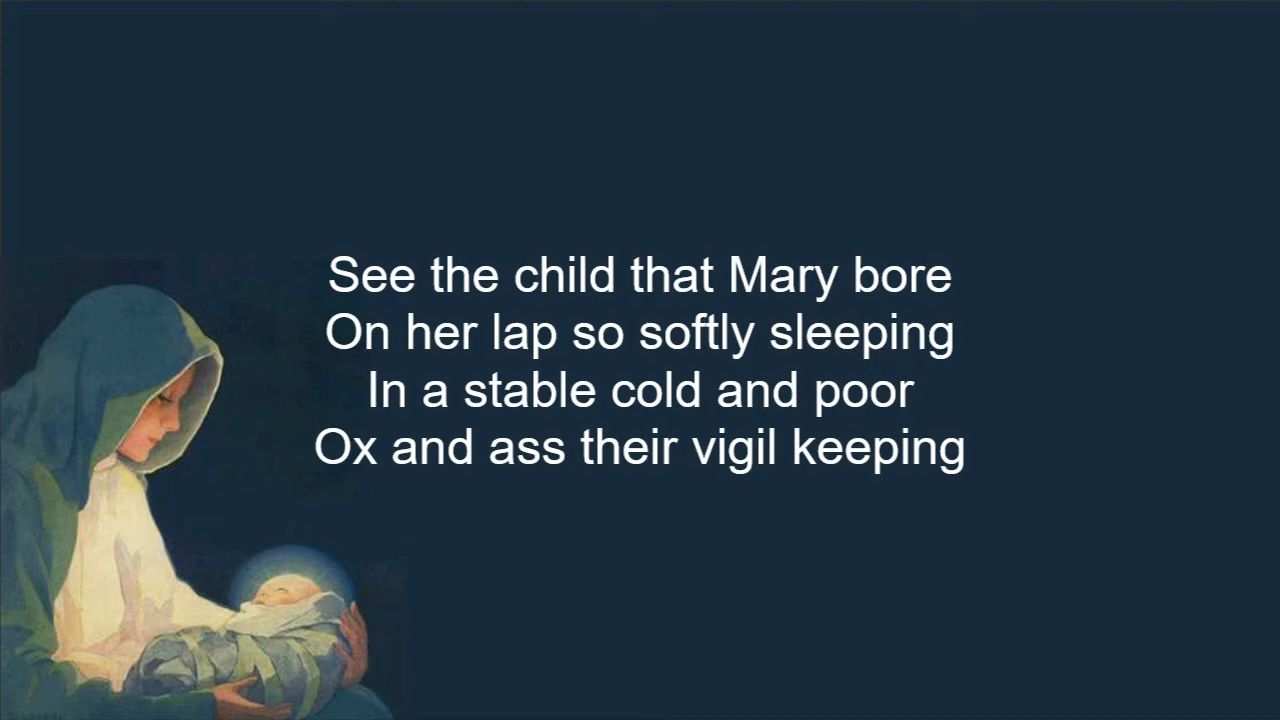 See the child that Mary bore
On her lap so softly sleeping
In a stable cold and poor
Ox and ass their vigil keeping